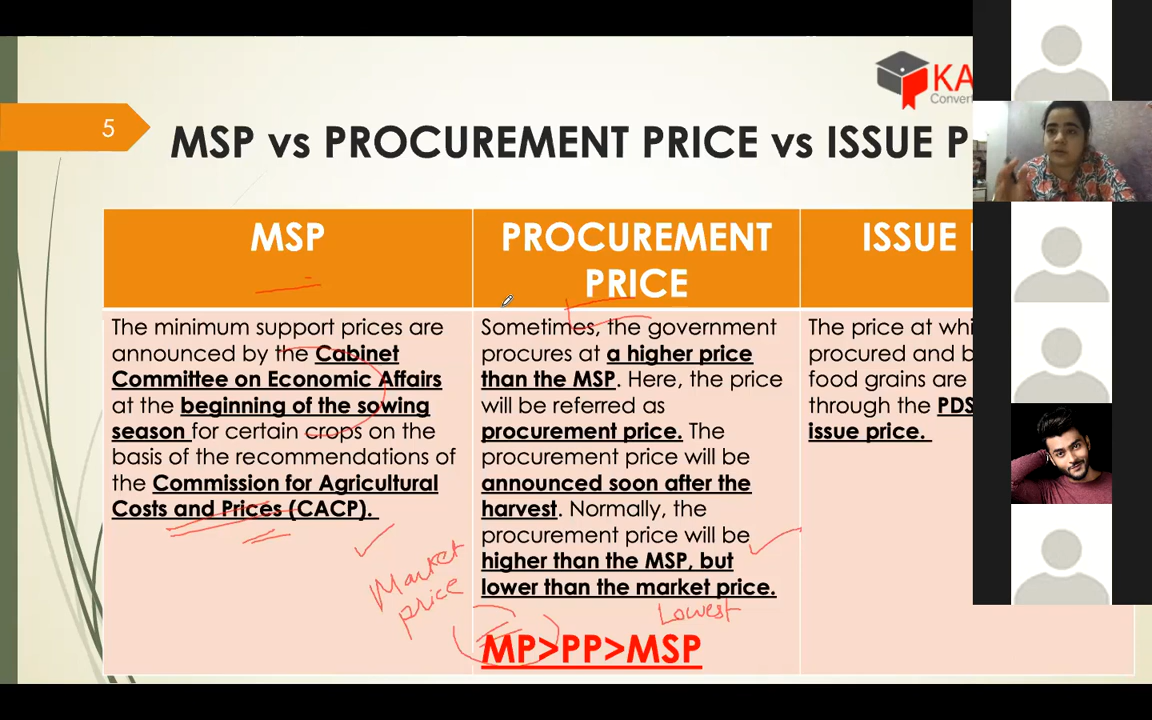 5
KA
Convert
MSP vs PROCUREMENT PRICE vs ISSUE P
MSP
The minimum support prices are
announced by the Cabinet
Committee on Economic Affairs
at the beginning of the sowing
season for certain crops on the
basis of the recommendations of
the Commission for Agricultural
Costs and Prices (CACP).
Market
price
PROCUREMENT
PRICE
Sometimes, the government
procures at a higher price
than the MSP. Here, the price
will be referred as
procurement price. The
procurement price will be
announced soon after the
harvest. Normally, the
procurement price will be
higher than the MSP, but
lower than the market price.
Lowest
MP>PP>MSP
ISSUE
The price at whi
procured and b
food grains are
through the PDS
issue price.